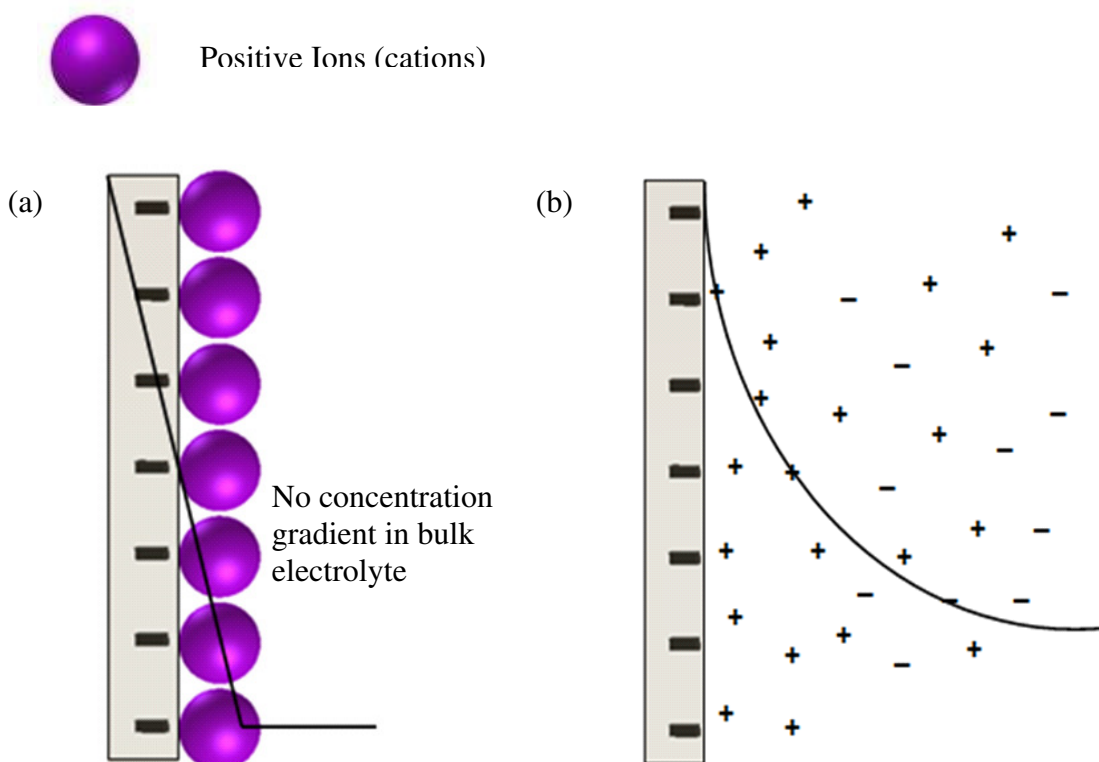 Positive Ions (cations)
(a)
(b)
No concentration
gradient in bulk
electrolyte